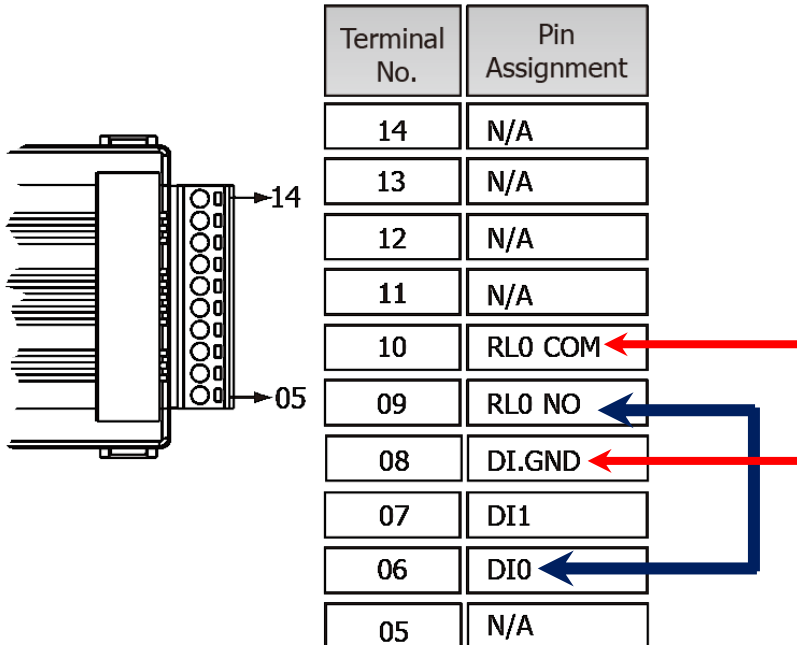 Terminal No.
Pin Assignment
14 N/A
13 N/A
12 N/A
11 N/A
10 RL0 COM
09 RL0 NO
08 DI.GND
07 DI1
06 DI0
05 N/A
14
05